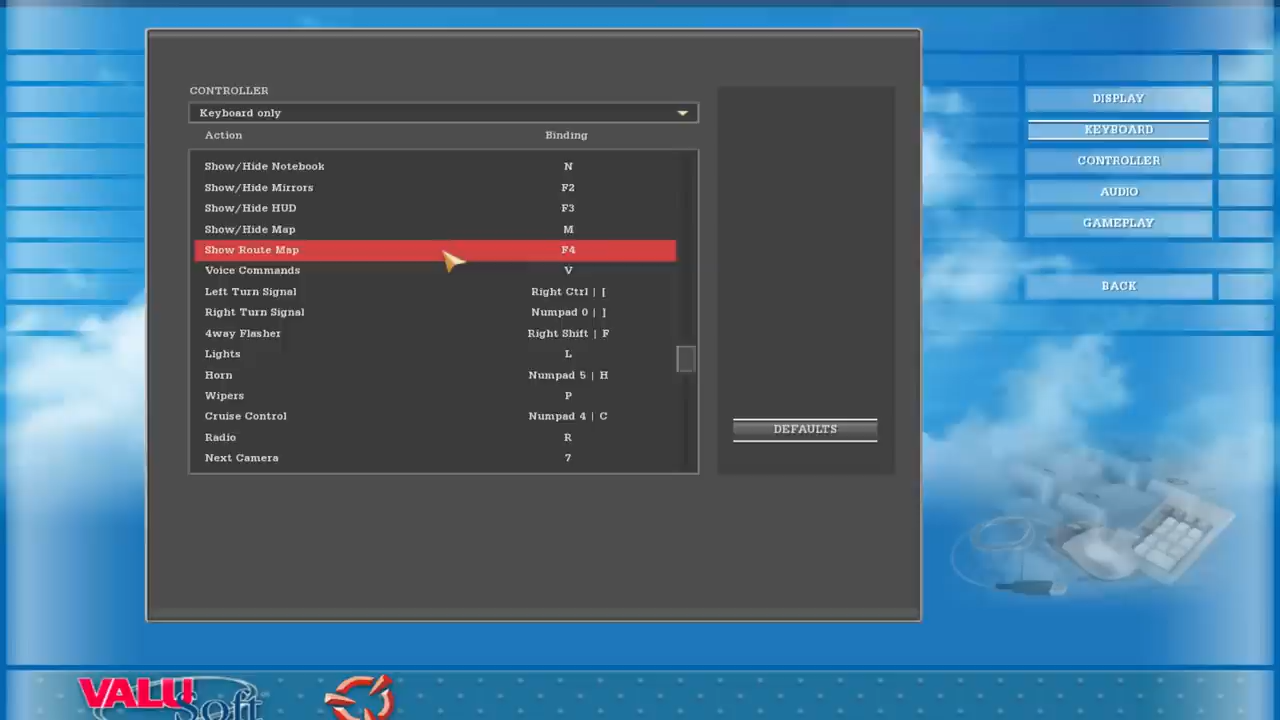 CONTROLLER
Keyboard only
Action Binding
Show/Hide Notebook N
Show/Hide Mirrors F2
Show/Hide HUD F3
Show/Hide Map M
Show Route Map F4
Voice Commands V
Left Turn Signal Right Ctrl | [
Right Turn Signal Numpad 0 | ]
4way Flasher Right Shift | F
Lights L
Horn Numpad 5 | H
Wipers P
Cruise Control Numpad 4 | C
Radio R
Next Camera 7
DEFAULTS
DISPLAY
KEYBOARD
CONTROLLER
AUDIO
GAMEPLAY
BACK
VALU
Soft